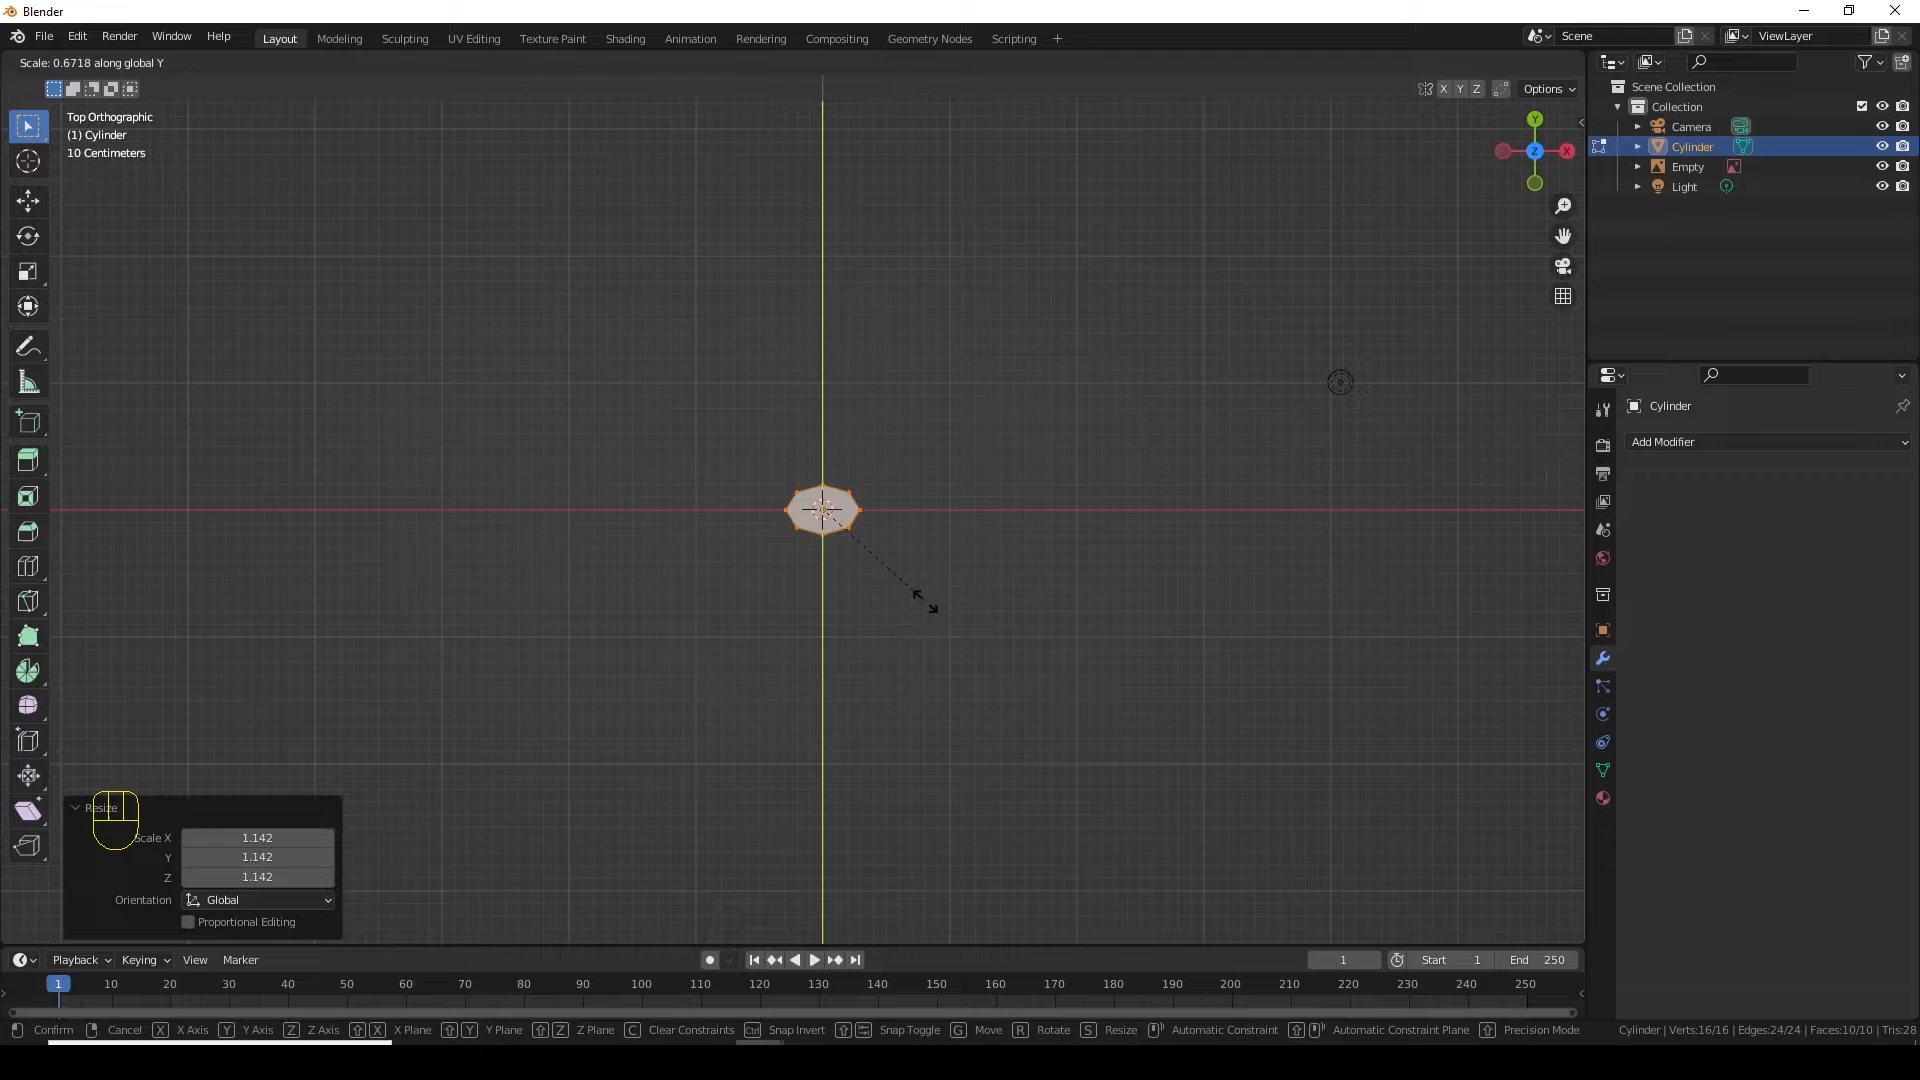 Blender
File Edit Render Window Help
Layout Modeling Sculpting UV Editing Texture Paint Shading Animation Rendering Compositing Geometry Nodes Scripting +
Scene
ViewLayer
Scale: 0.6718 along global Y
X Y Z Options
Top Orthographic
(1) Cylinder
10 Centimeters
Y
Z X
Scene Collection
Collection
Camera
Cylinder
Empty
Light
Cylinder
Add Modifier
Resize
Scale X 1.142
Y 1.142
Z 1.142
Orientation Global
Proportional Editing
Playback Keying View Marker
1 Start 1 End 250
1 10 20 30 40 50 60 70 80 90 100 110 120 130 140 150 160 170 180 190 200 210 220 230 240 250
Confirm Cancel X X Axis Y Y Axis Z Z Axis X X Plane Y Y Plane Z Z Plane C Clear Constraints Ctrl Snap Invert Snap Toggle G Move R Rotate S Resize Automatic Constraint Automatic Constraint Plane Precision Mode Cylinder | Verts:16/16 | Edges:24/24 | Faces:10/10 | Tris:28